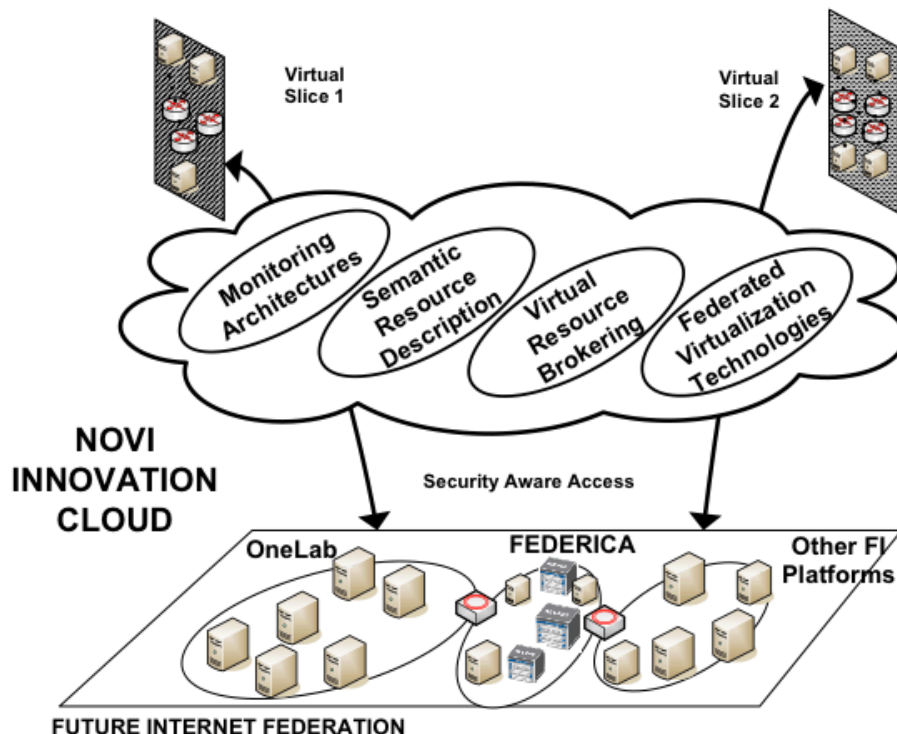 Virtual
Slice 1
Virtual
Slice 2
Monitoring
Architectures
Semantic
Resource
Description
Virtual
Resource
Brokering
Federated
Virtualization
Technologies
NOVI
INNOVATION
CLOUD
Security Aware Access
OneLab
FEDERICA
Other FI
Platforms
FUTURE INTERNET FEDERATION